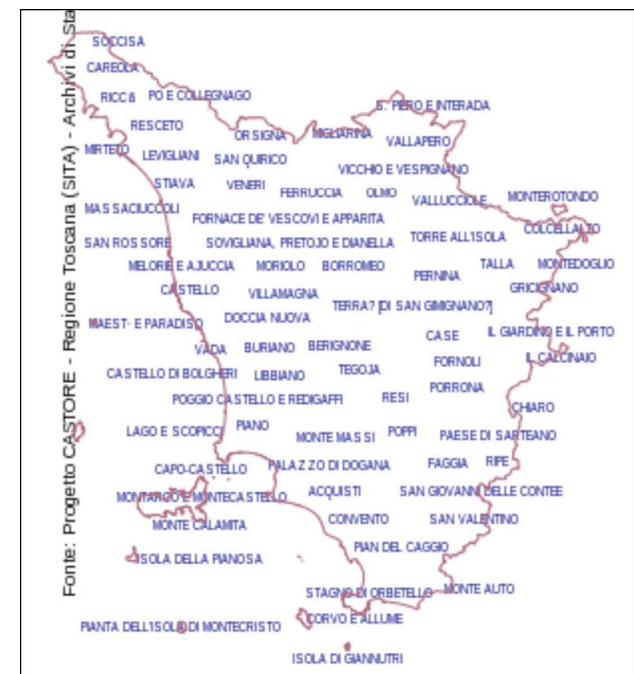 Fonte: Progetto CASTORE - Regione Toscana (SITA) - Archivi di Sta
SOCCISA
CAREOLA
RICCò PO E COLLEGNAGO
S. PIERO E INTERADA
RESCETO
ORSIGNA MIGLIARINA
VALLAPERO
MIRTETO LEVIGLIANI SAN QUIRICO
VICCHIO E VESPIGNANO
STIAVA VENERI FERRUCCIA OLMO VALLUCCIOLE MONTEROTONDO
MASSACIUCCOLI FORNACE DE' VESCOVI E APPARITA
COLCELLALTO
SAN ROSSORE SOVIGLIANA, PRETOJO E DIANELLA TORRE ALL'ISOLA
MELORIE E AJUCCIA MORIOLO BORROMEO PERNINA TALLA MONTEDOGLIO
CASTELLO VILLAMAGNA GRICIGNANO
TERRA? [DI SAN GIMIGNANO?]
MAEST- E PARADISO DOCCIA NUOVA
CASE IL GIARDINO E IL PORTO
VADA BURIANO BERIGNONE
FORNOLI IL CALCINAIO
CASTELLO DI BOLGHERI LIBBIANO TEGOJA
PORRONA
POGGIO CASTELLO E REDIGAFFI RESI CHIARO
LAGO E SCOPICCI PIANO MONTE MASSI POPPI PAESE DI SARTEANO
CAPO-CASTELLO PALAZZO DI DOGANA FAGGIA RIPE
MONTARCO E MONTECASTELLO ACQUISTI SAN GIOVANNI DELLE CONTEE
MONTE CALAMITA CONVENTO SAN VALENTINO
ISOLA DELLA PIANOSA PIAN DEL CAGGIO
STAGNO DI ORBETELLO MONTE AUTO
PIANTA DELL'ISOLA DI MONTECRISTO CORVO E ALLUME
ISOLA DI GIANNUTRI